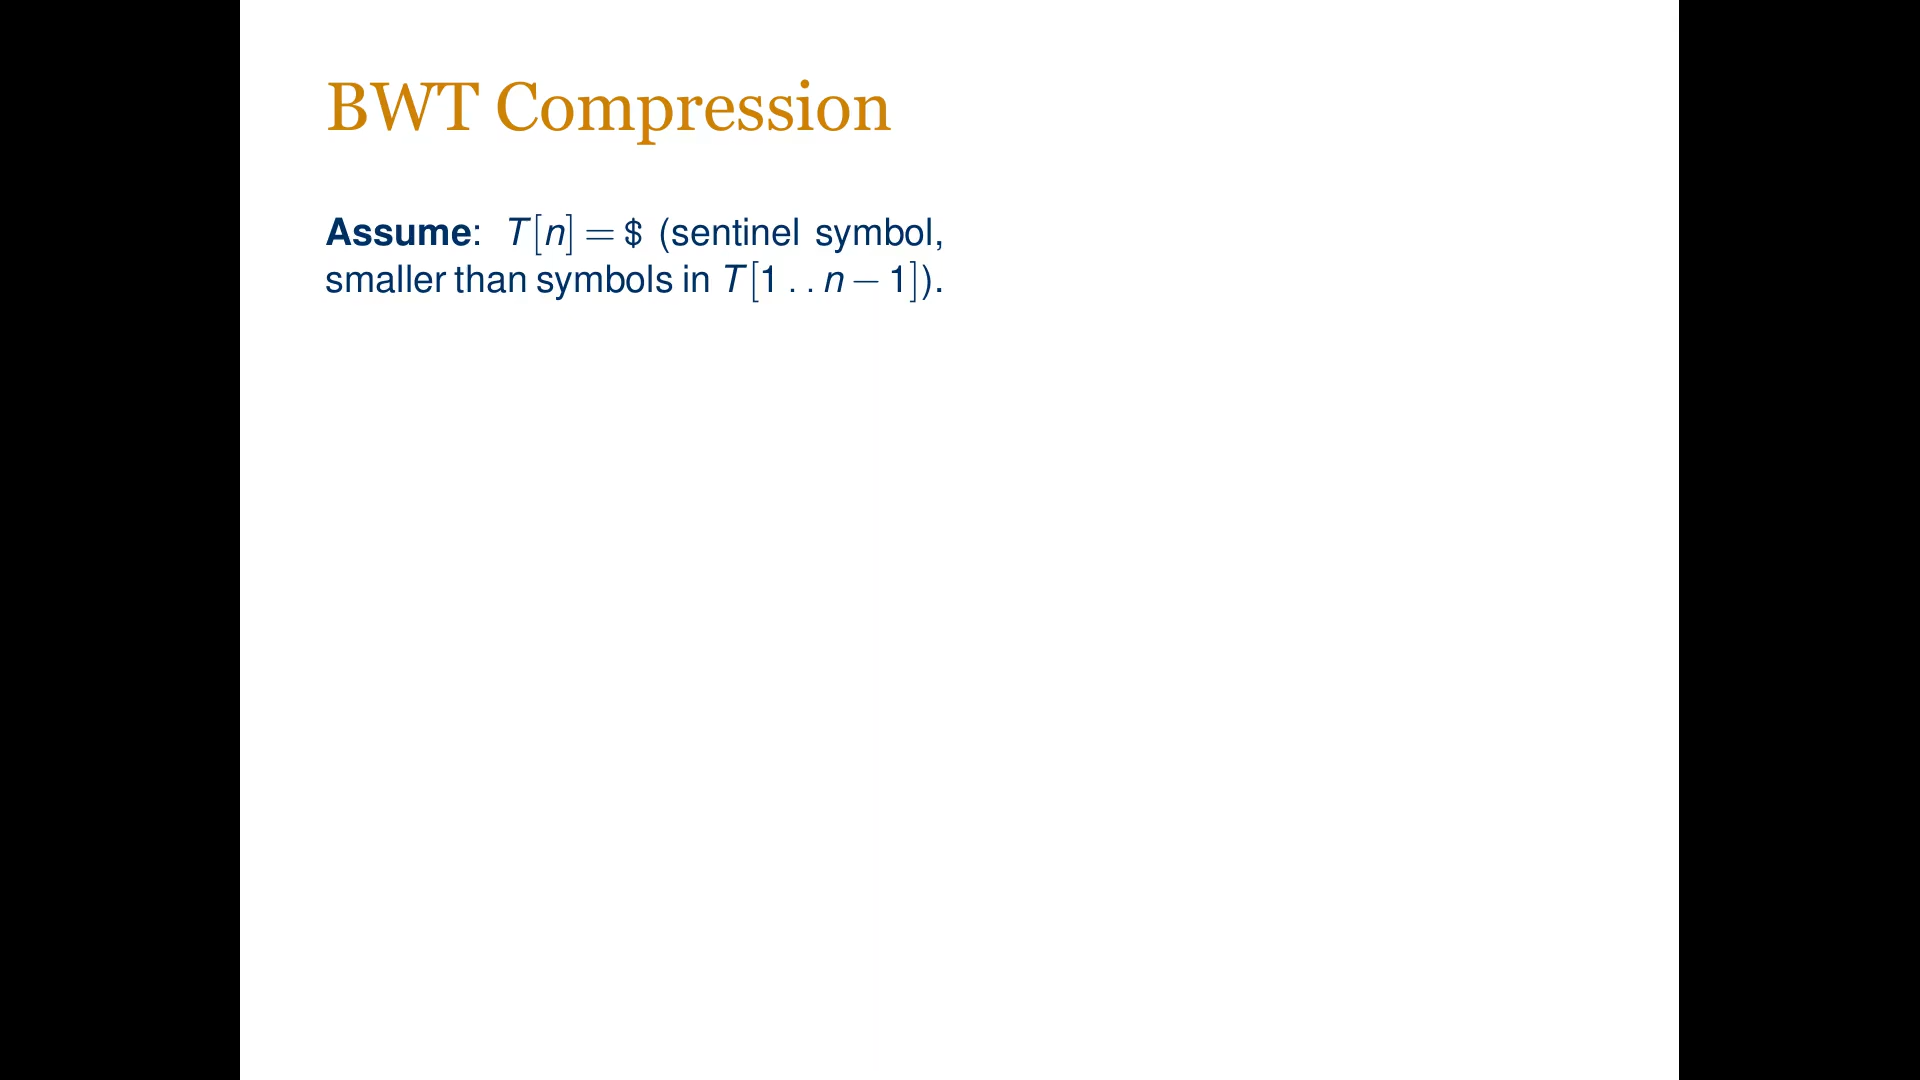 BWT Compression
Assume: T[n] = $ (sentinel symbol,
smaller than symbols in T[1 . . n − 1]).